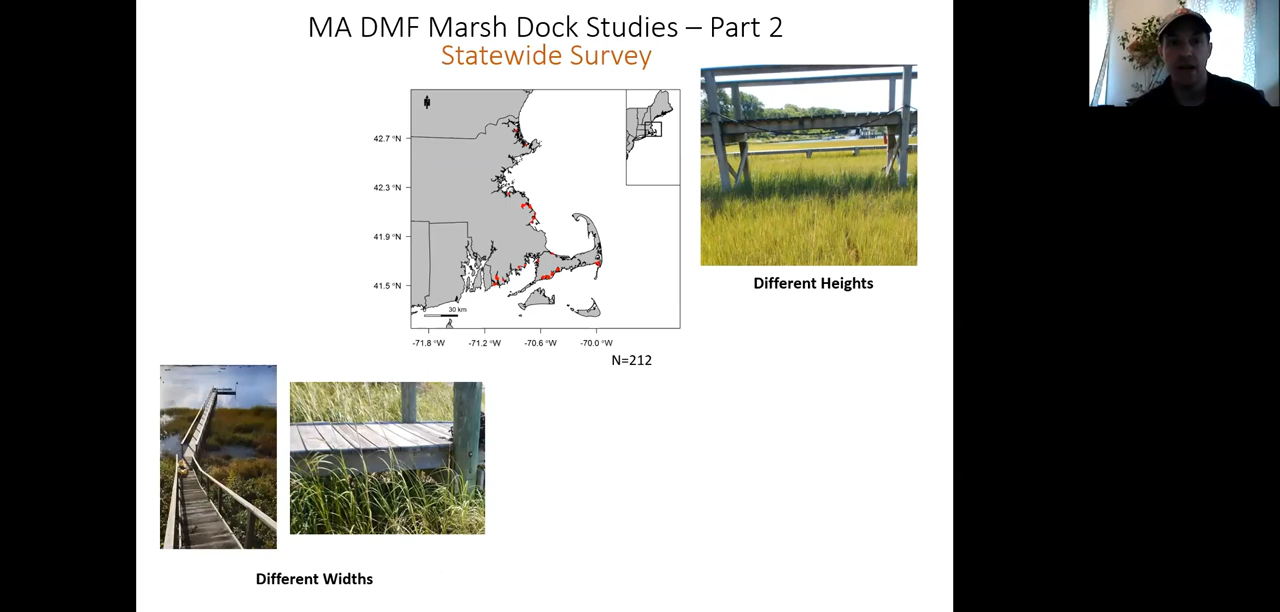 MA DMF Marsh Dock Studies – Part 2
Statewide Survey
42.7 °N
42.3 °N
41.9 °N
41.5 °N
30 km
-71.8 °W
-71.2 °W
-70.6 °W
-70.0 °W
N=212
Different Heights
Different Widths